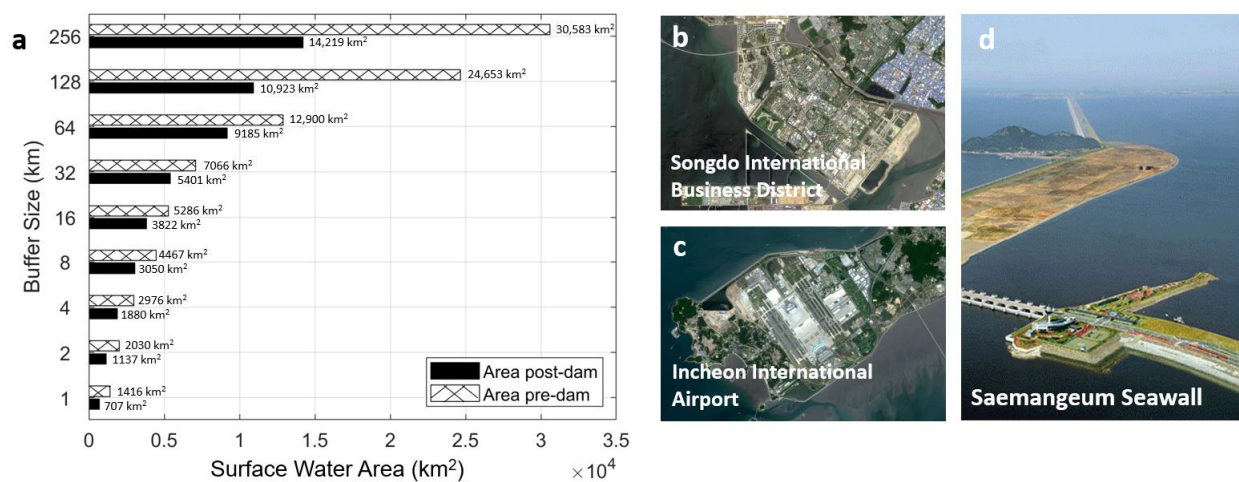 a
Buffer Size (km)
256
128
64
32
16
8
4
2
1
30,583 km²
14,219 km²
24,653 km²
10,923 km²
12,900 km²
9185 km²
7066 km²
5401 km²
5286 km²
3822 km²
4467 km²
3050 km²
2976 km²
1880 km²
2030 km²
1137 km²
1416 km²
707 km²
Area post-dam
Area pre-dam
0
0.5
1
1.5
2
2.5
3
3.5
Surface Water Area (km²)
×10⁴
b
Songdo International
Business District
c
Incheon International
Airport
d
Saemangeum Seawall